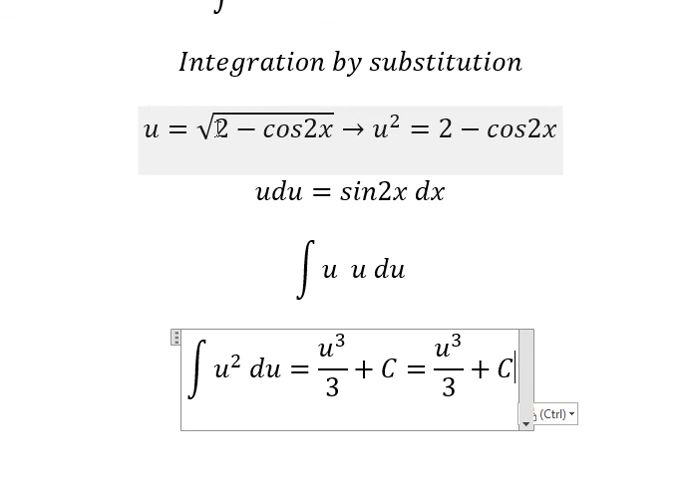 Integration by substitution
u = √(2 − cos2x) → u² = 2 − cos2x
udu = sin2x dx
∫ u u du
∫ u² du = u³/3 + C = u³/3 + C
(Ctrl)